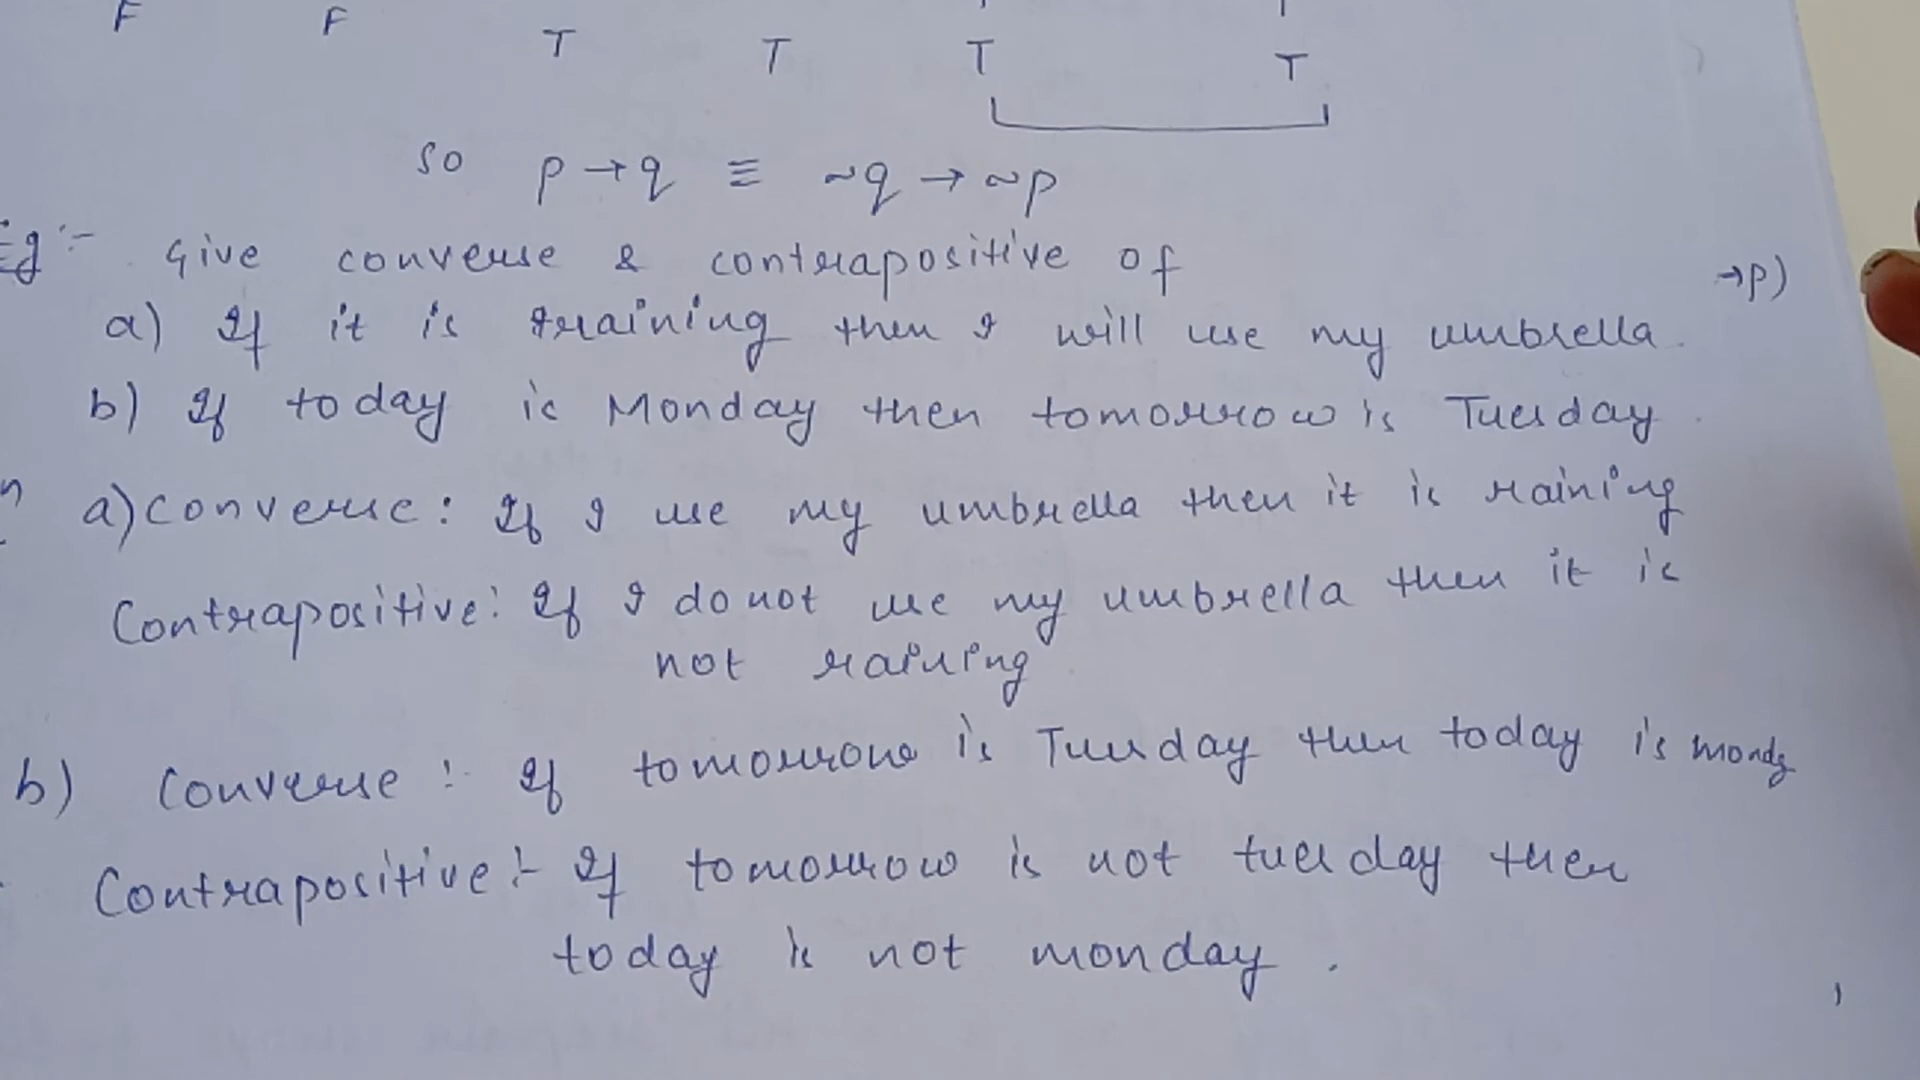 F F T T T T
so p → q ≡ ~q → ~p
Eg :- Give converse & contrapositive of
→p)
a) If it is raining then I will use my umbrella.
b) If today is Monday then tomorrow is Tuesday.
a) converse: If I use my umbrella then it is raining
Contrapositive: If I do not use my umbrella then it is
not raining
b) Converse :- If tomorrow is Tuesday then today is monday
Contrapositive :- If tomorrow is not tuesday then
today is not monday.